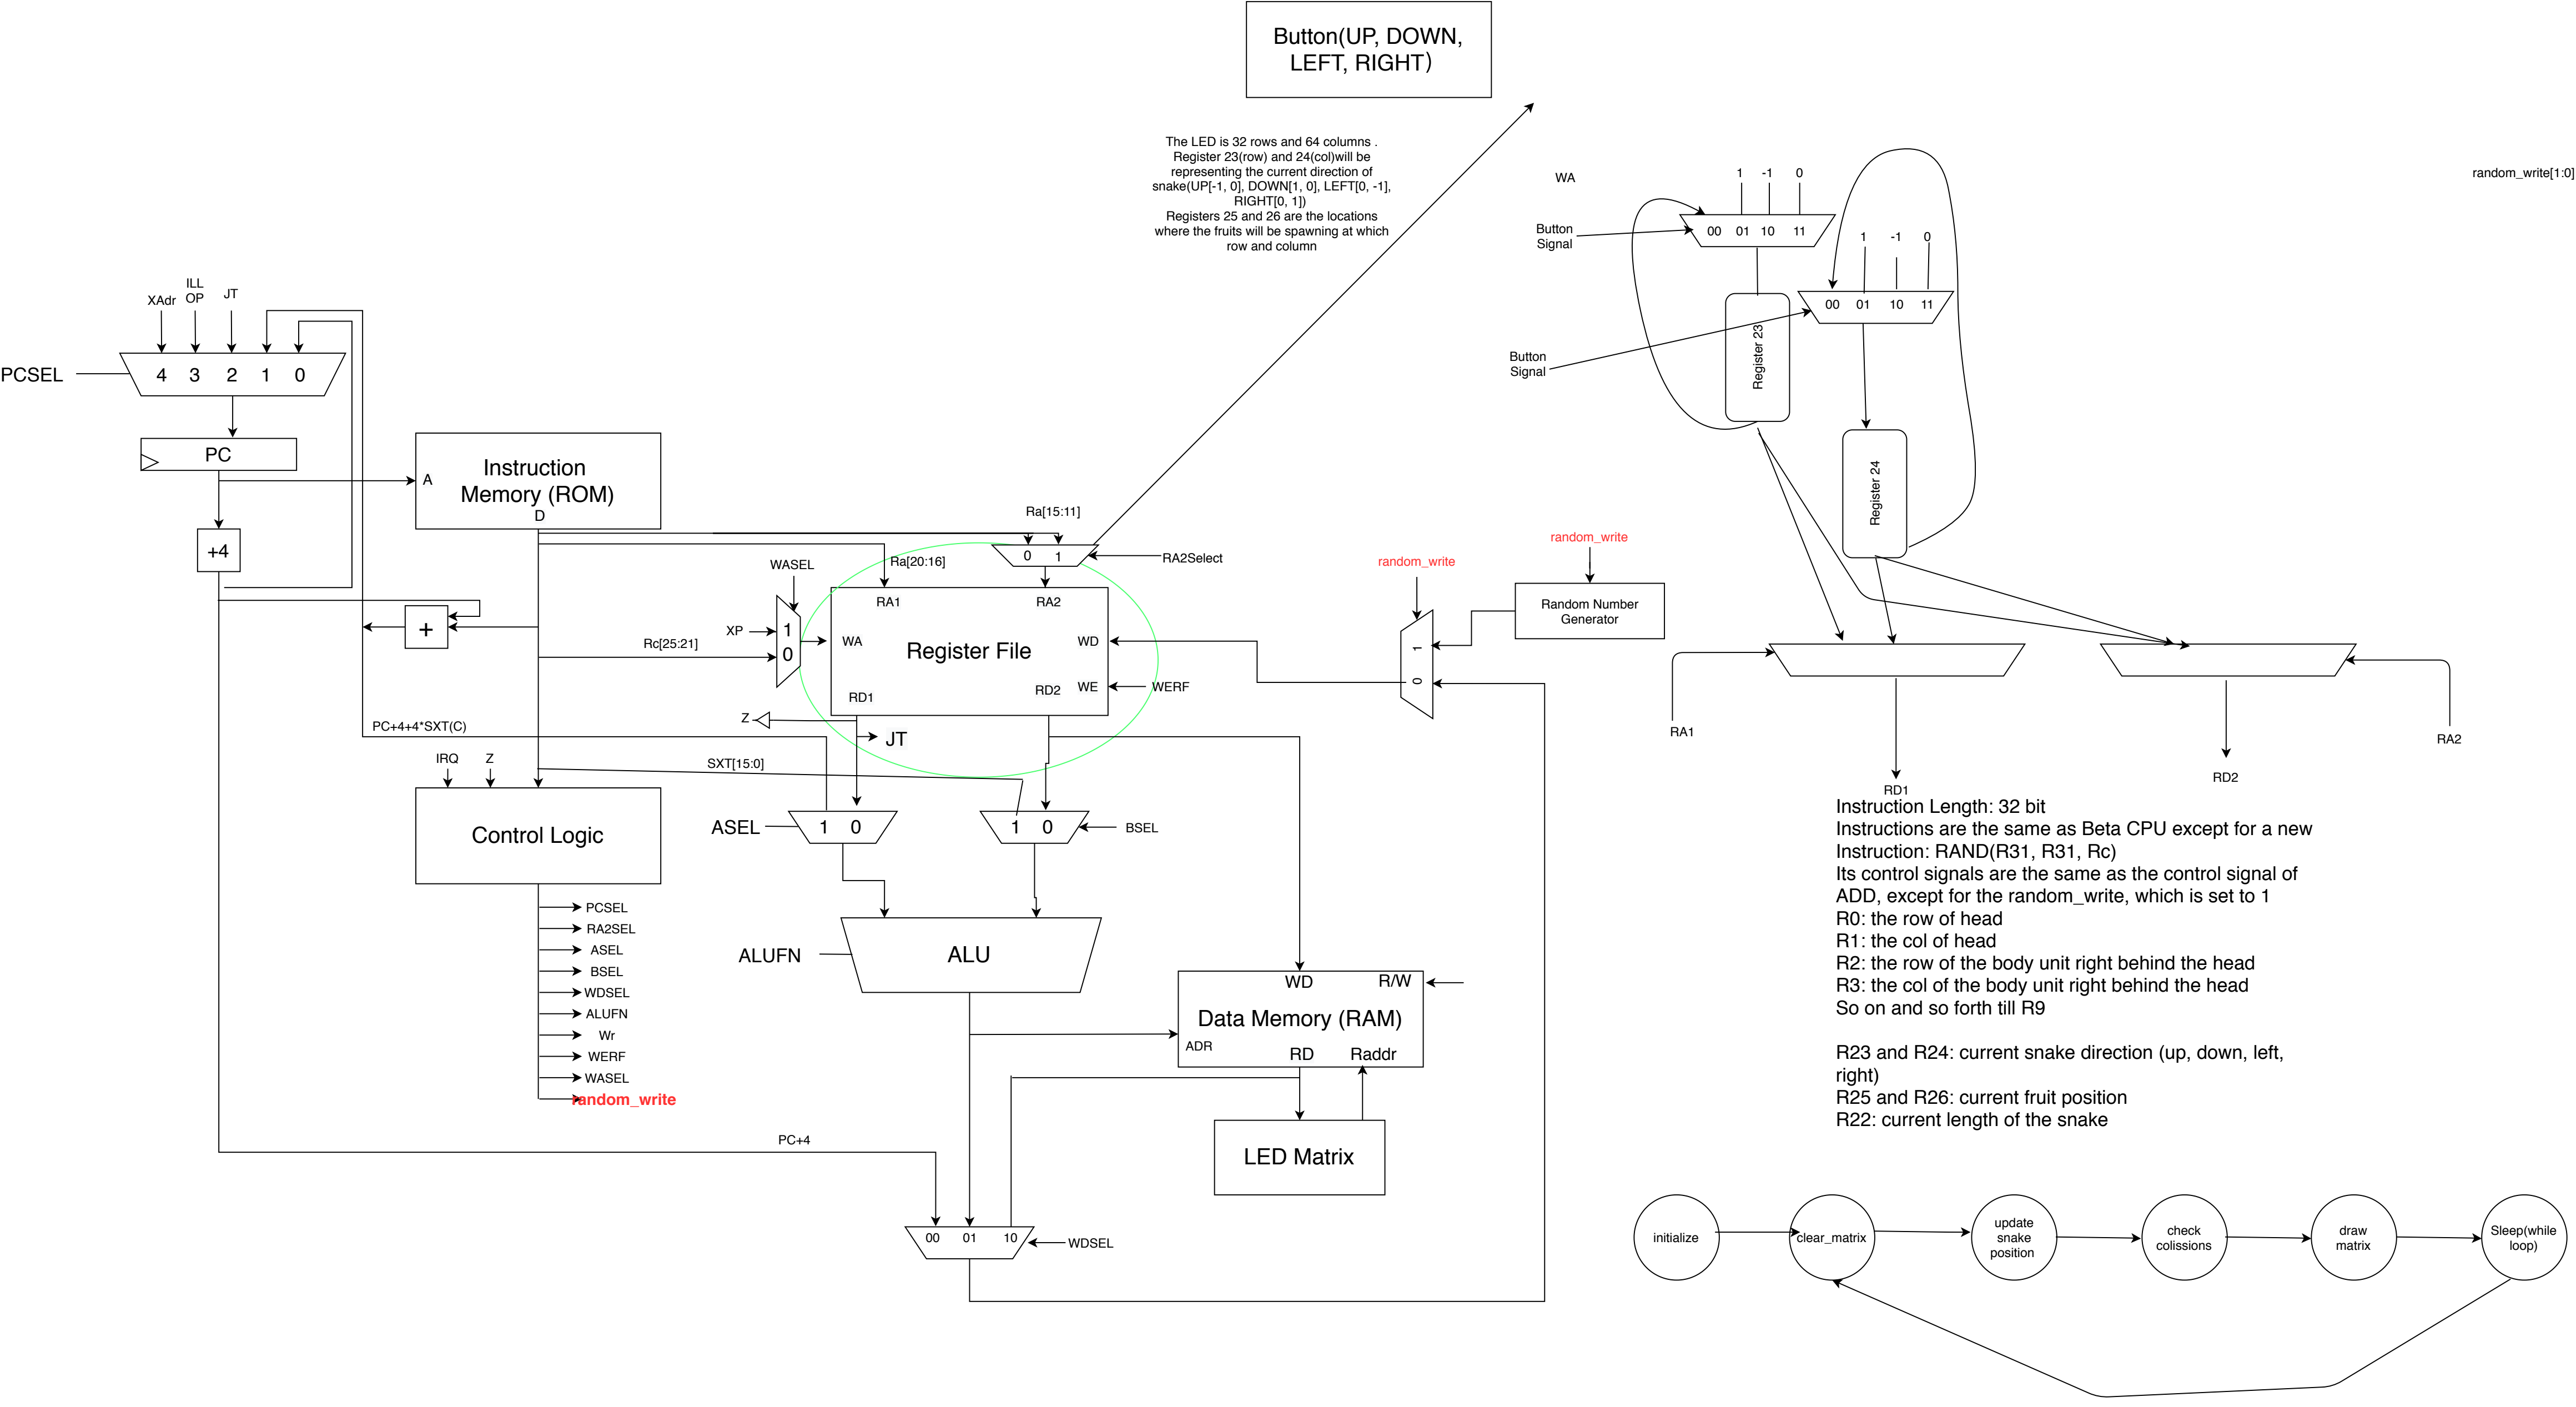 Button(UP, DOWN,
LEFT, RIGHT)
The LED is 32 rows and 64 columns .
Register 23(row) and 24(col)will be
representing the current direction of
snake(UP[-1, 0], DOWN[1, 0], LEFT[0, -1],
RIGHT[0, 1])
Registers 25 and 26 are the locations
where the fruits will be spawning at which
row and column
WA
1 -1 0
random_write[1:0]
Button
Signal
00 01 10 11
1 -1 0
00 01 10 11
Button
Signal
Register 23
Register 24
XAdr
ILL
OP
JT
PCSEL
4 3 2 1 0
PC
+4
+
Instruction
Memory (ROM)
A
D
Ra[15:11]
0 1
RA2Select
Ra[20:16]
WASEL
XP
1
0
Rc[25:21]
RA1
RA2
WA
Register File
WD
RD1
RD2
WE
WERF
Z
JT
random_write
1
0
random_write
Random Number
Generator
RA1
RA2
RD1
RD2
PC+4+4*SXT(C)
SXT[15:0]
IRQ
Z
Control Logic
ASEL
1 0
1 0
BSEL
PCSEL
RA2SEL
ASEL
BSEL
WDSEL
ALUFN
Wr
WERF
WASEL
random_write
ALUFN
ALU
WD
R/W
Data Memory (RAM)
ADR
RD
Raddr
LED Matrix
PC+4
00 01 10
WDSEL
Instruction Length: 32 bit
Instructions are the same as Beta CPU except for a new
Instruction: RAND(R31, R31, Rc)
Its control signals are the same as the control signal of
ADD, except for the random_write, which is set to 1
R0: the row of head
R1: the col of head
R2: the row of the body unit right behind the head
R3: the col of the body unit right behind the head
So on and so forth till R9
R23 and R24: current snake direction (up, down, left,
right)
R25 and R26: current fruit position
R22: current length of the snake
initialize
clear_matrix
update
snake
position
check
colissions
draw
matrix
Sleep(while
loop)